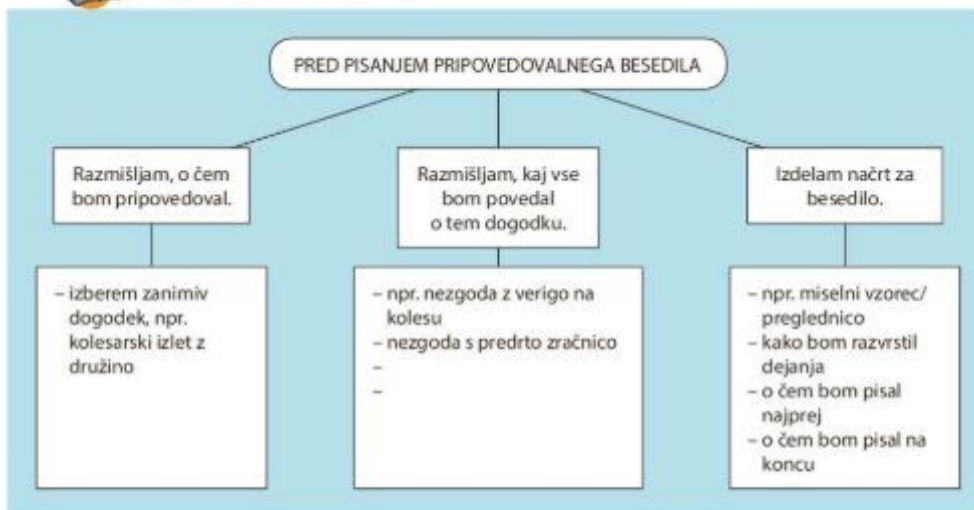 PRED PISANJEM PRIPOVEDOVALNEGA BESEDILA
Razmišljam, o čem
bom pripovedoval.
Razmišljam, kaj vse
bom povedal
o tem dogodku.
Izdelam načrt za
besedilo.
– izberem zanimiv
dogodek, npr.
kolesarski izlet z
družino
– npr. nezgoda z verigo na
kolesu
– nezgoda s predrto zračnico
–
–
– npr. miselni vzorec/
preglednico
– kako bom razvrstil
dejanja
– o čem bom pisal
najprej
– o čem bom pisal na
koncu